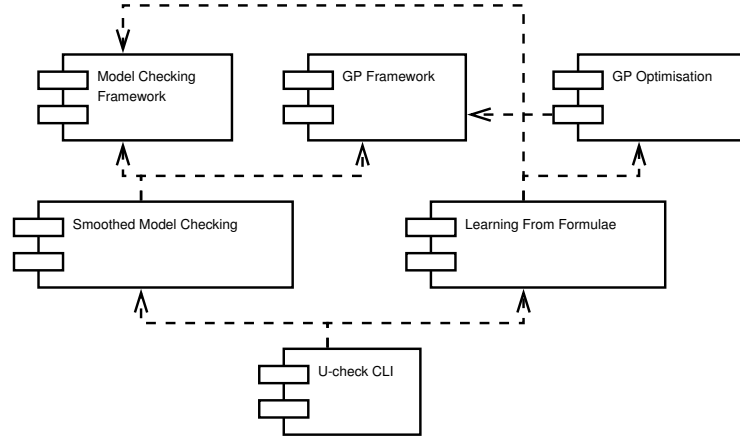 Model Checking
Framework
GP Framework
GP Optimisation
Smoothed Model Checking
Learning From Formulae
U-check CLI